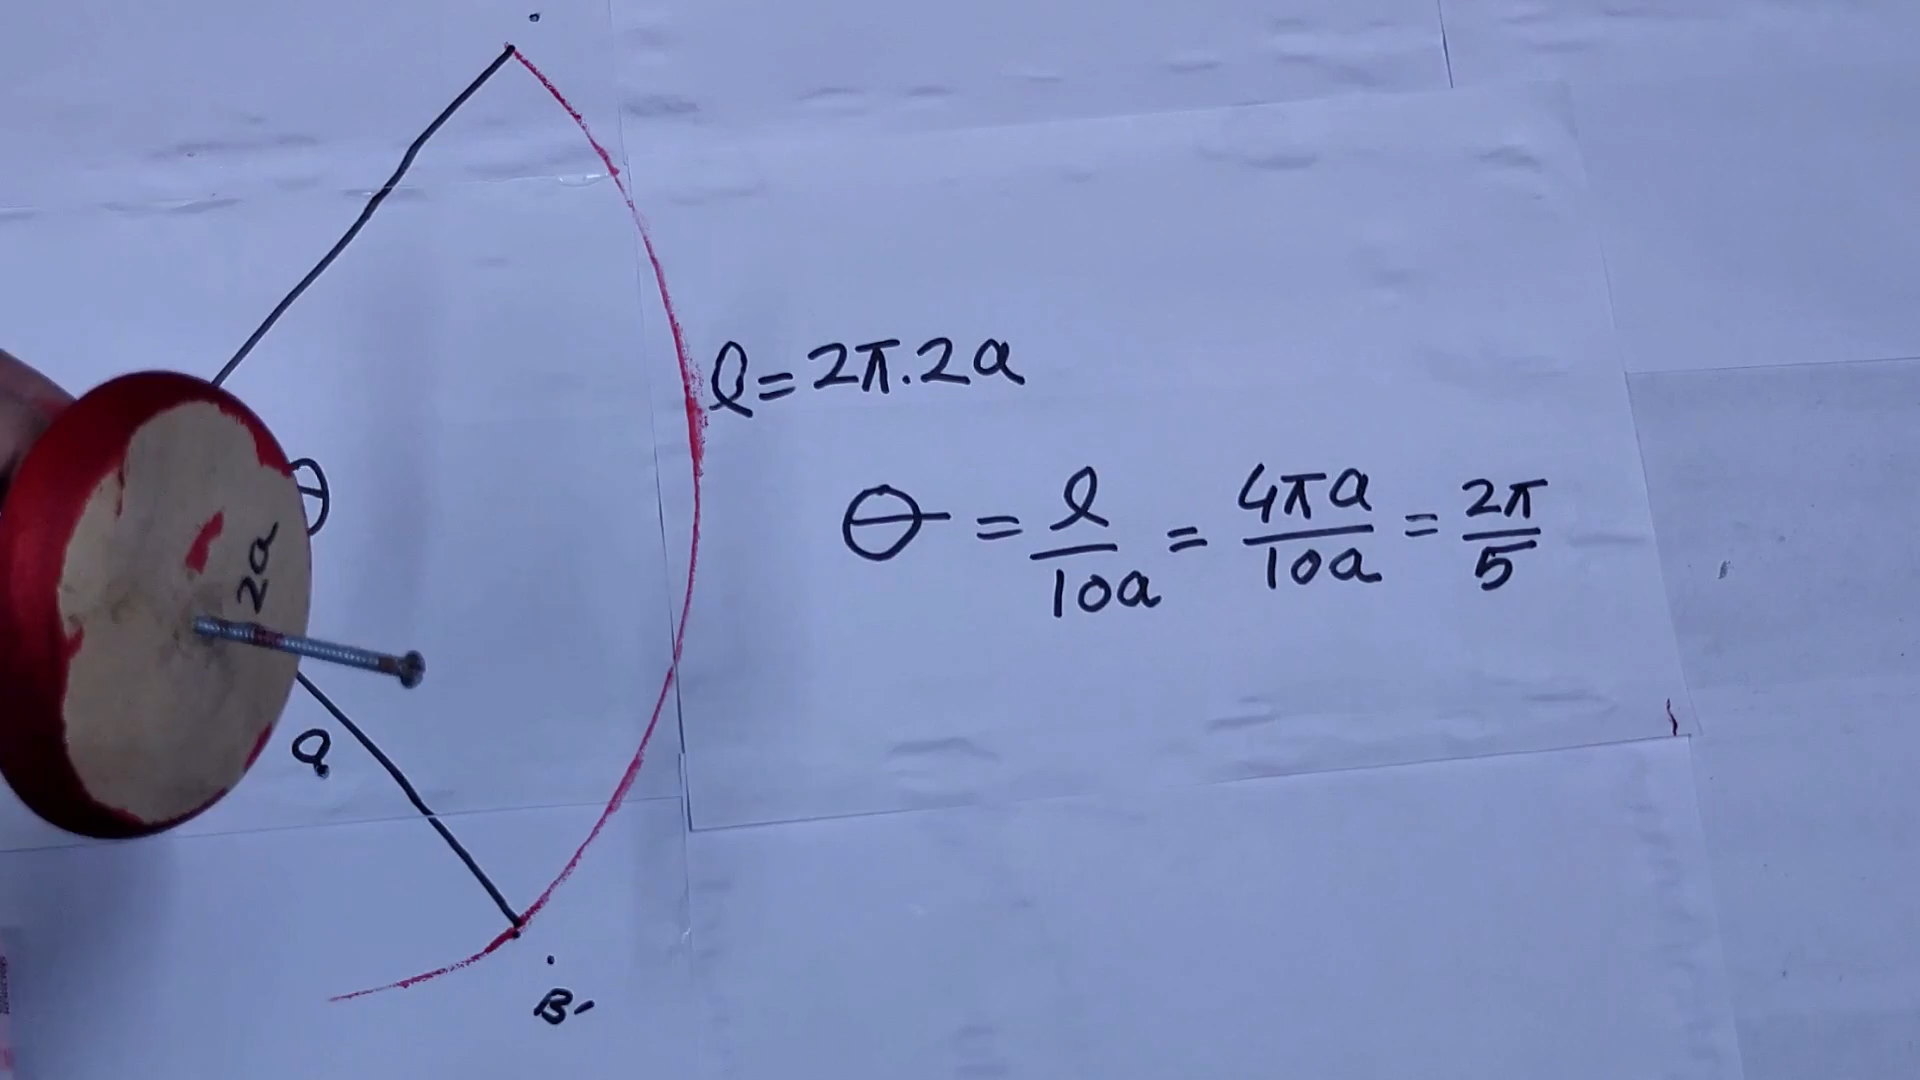 l = 2π.2a
θ = l/10a = 4πa/10a = 2π/5
θ
2a
a
B